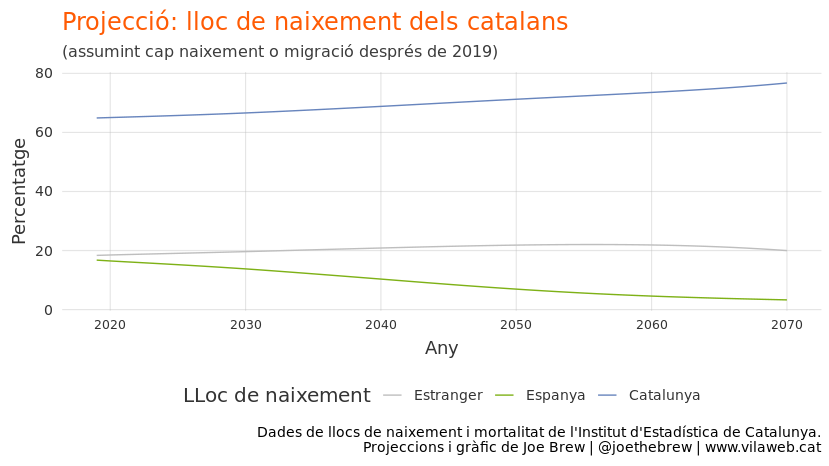 Projecció: lloc de naixement dels catalans
(assumint cap naixement o migració després de 2019)
80
60
40
20
0
Percentatge
2020 2030 2040 2050 2060 2070
Any
LLoc de naixement Estranger Espanya Catalunya
Dades de llocs de naixement i mortalitat de l'Institut d'Estadística de Catalunya.
Projeccions i gràfic de Joe Brew | @joethebrew | www.vilaweb.cat